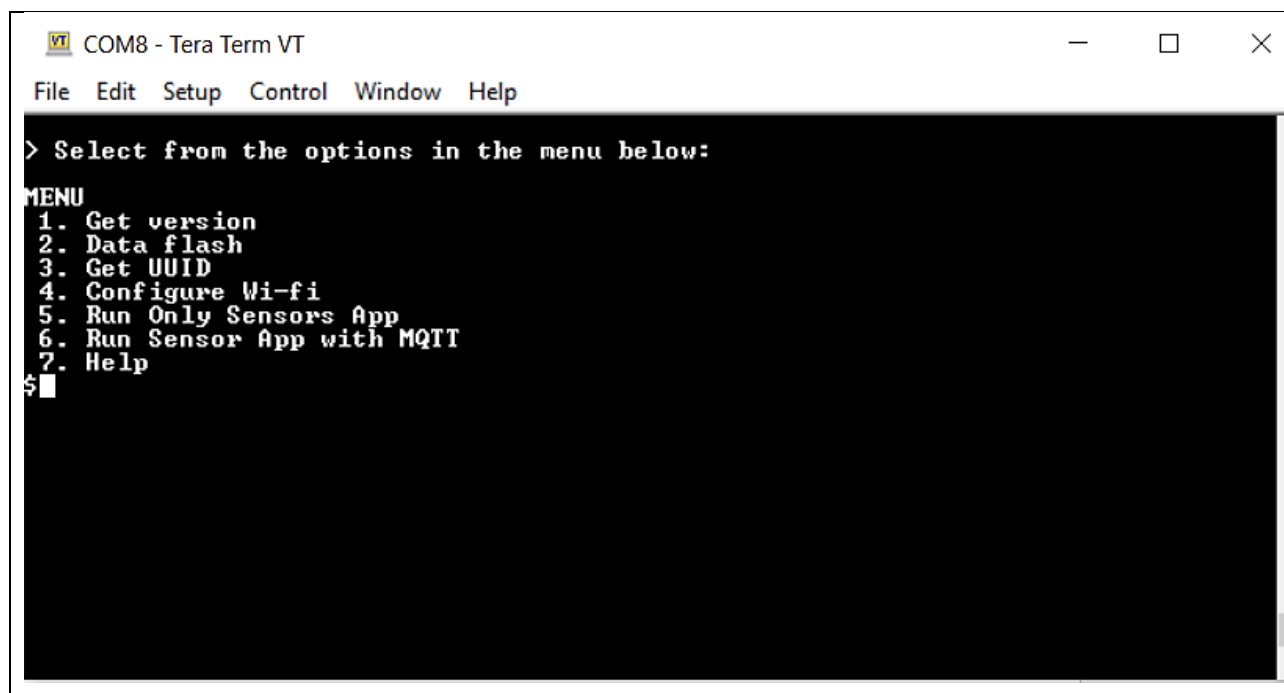 VT COM8 - Tera Term VT
File Edit Setup Control Window Help
> Select from the options in the menu below:
MENU
1. Get version
2. Data flash
3. Get UUID
4. Configure Wi-fi
5. Run Only Sensors App
6. Run Sensor App with MQTT
7. Help
$